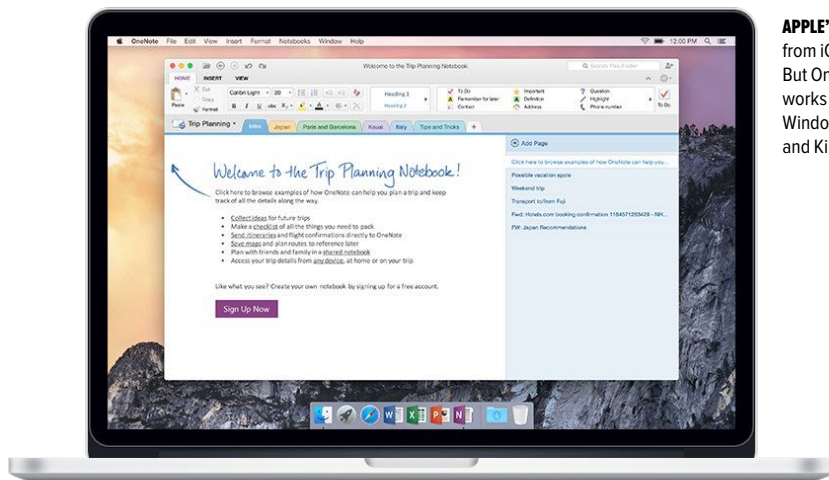 OneNote File Edit View Insert Format Notebooks Window Help
12:00 PM
Welcome to the Trip Planning Notebook
Search This Folder
HOME INSERT VIEW
Paste
Cut
Copy
Format
Calibri Light 20
B I U abc X
Heading 1
Heading 2
To Do
Remember for later
Contact
Important
Definition
Address
Question
Highlight
Phone number
To Do
Trip Planning
Intro
Japan
Paris and Barcelona
Kauai
Italy
Tips and Tricks
+
Welcome to the Trip Planning Notebook!
Click here to browse examples of how OneNote can help you plan a trip and keep
track of all the details along the way.
• Collect ideas for future trips
• Make a checklist of all the things you need to pack
• Send itineraries and flight confirmations directly to OneNote
• Save maps and plan routes to reference later
• Plan with friends and family in a shared notebook
• Access your trip details from any device, at home or on your trip
Like what you see? Create your own notebook by signing up for a free account.
Sign Up Now
Add Page
Click here to browse examples of how OneNote can help you...
Possible vacation spots
Weekend trip
Transport to/from Fuji
Fwd: Hotels.com booking confirmation 1164571263429 - NH...
FW: Japan Recommendations
APPLE'
from iC
But On
works
Windo
and Ki